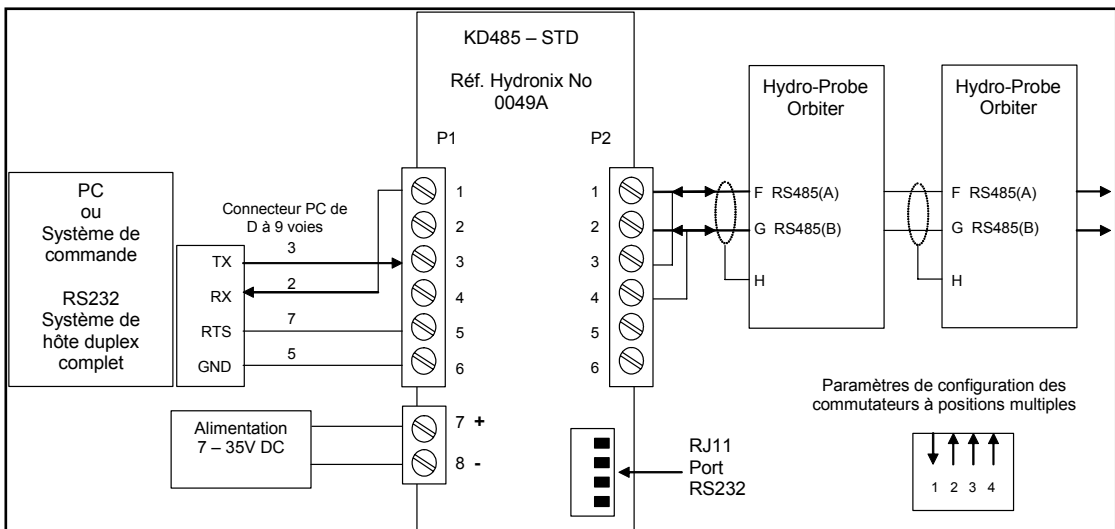 KD485 – STD
Réf. Hydronix No
0049A
P1
P2
PC
ou
Système de
commande
RS232
Système de
hôte duplex
complet
Connecteur PC de
D à 9 voies
TX
3
RX
2
RTS
7
GND
5
1
2
3
4
5
6
Alimentation
7 – 35V DC
7 +
8 -
1
2
3
4
5
6
RJ11
Port
RS232
Hydro-Probe
Orbiter
F RS485(A)
G RS485(B)
H
Hydro-Probe
Orbiter
F RS485(A)
G RS485(B)
H
Paramètres de configuration des
commutateurs à positions multiples
1 2 3 4